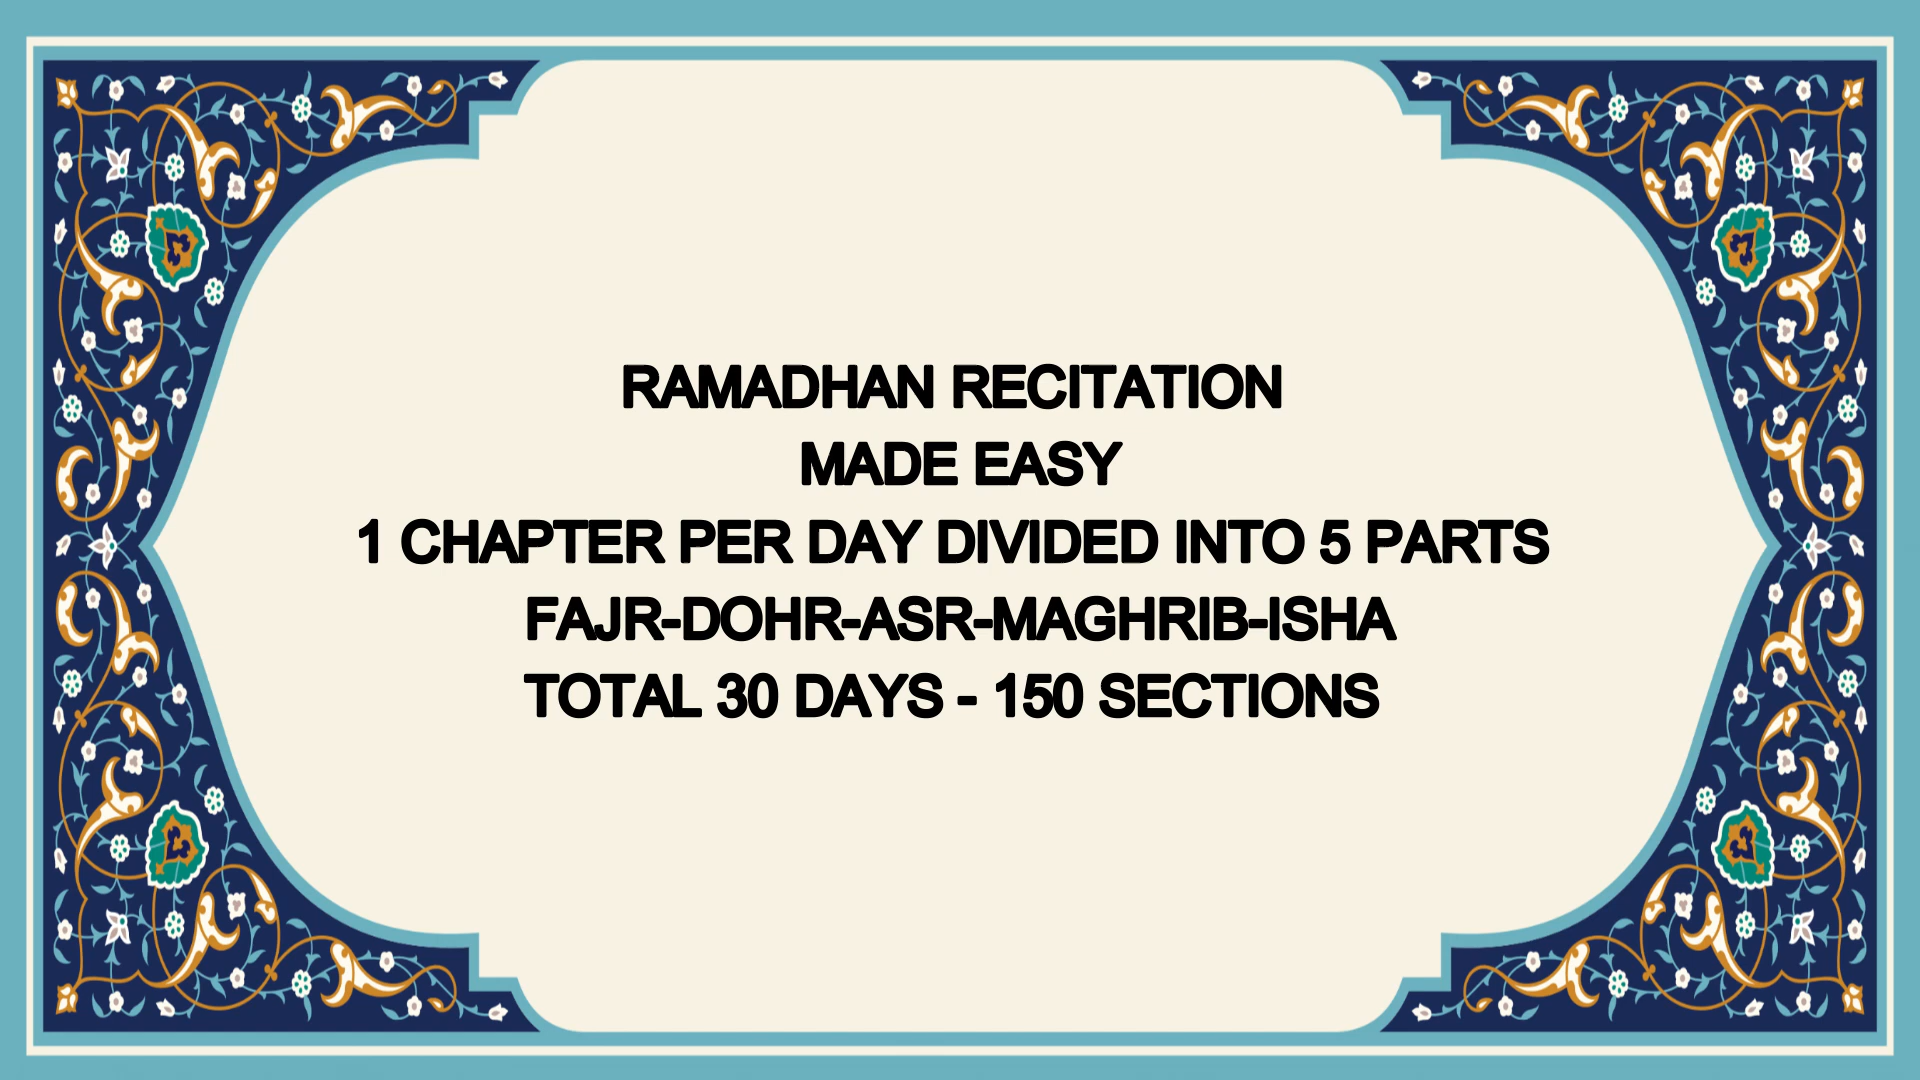 RAMADHAN RECITATION
MADE EASY
1 CHAPTER PER DAY DIVIDED INTO 5 PARTS
FAJR-DOHR-ASR-MAGHRIB-ISHA
TOTAL 30 DAYS - 150 SECTIONS